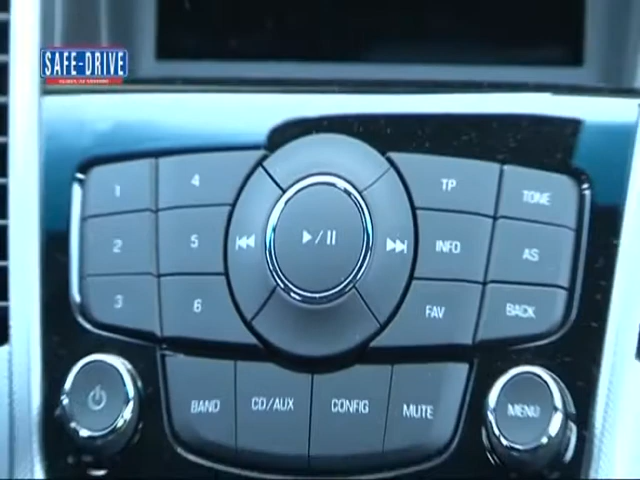 SAFE-DRIVE
1 4 TP TONE
2 5 INFO AS
3 6 FAV BACK
BAND CD/AUX CONFIG MUTE MENU